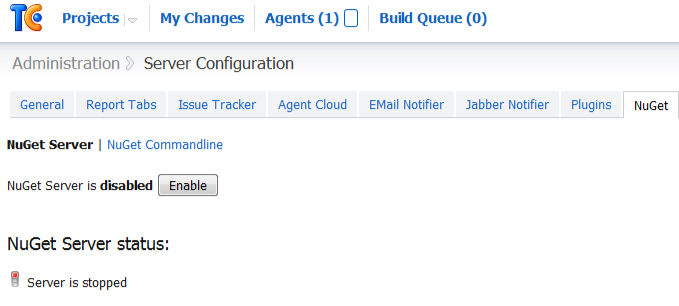 TC Projects My Changes Agents (1) Build Queue (0)
Administration Server Configuration
General Report Tabs Issue Tracker Agent Cloud EMail Notifier Jabber Notifier Plugins NuGet
NuGet Server | NuGet Commandline
NuGet Server is disabled Enable
NuGet Server status:
Server is stopped